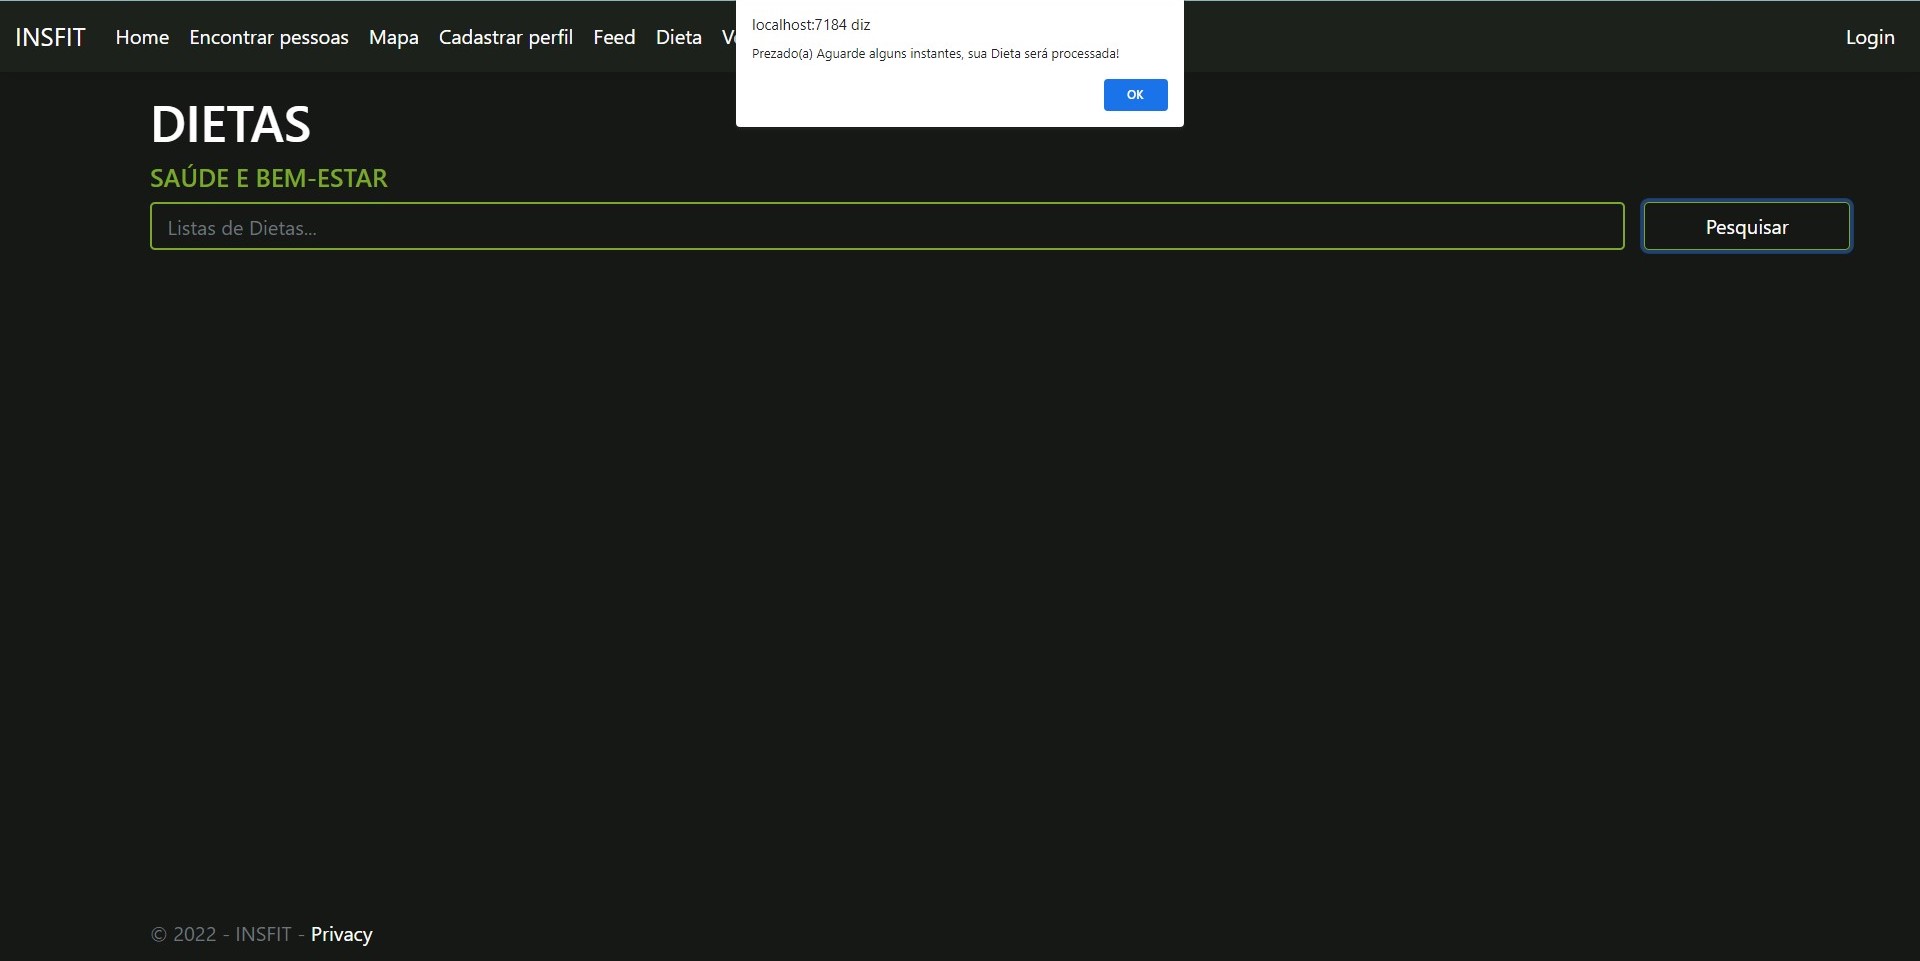 INSFIT Home Encontrar pessoas Mapa Cadastrar perfil Feed Dieta Login
localhost:7184 diz
Prezado(a) Aguarde alguns instantes, sua Dieta será processada!
OK
DIETAS
SAÚDE E BEM-ESTAR
Listas de Dietas... Pesquisar
© 2022 - INSFIT - Privacy